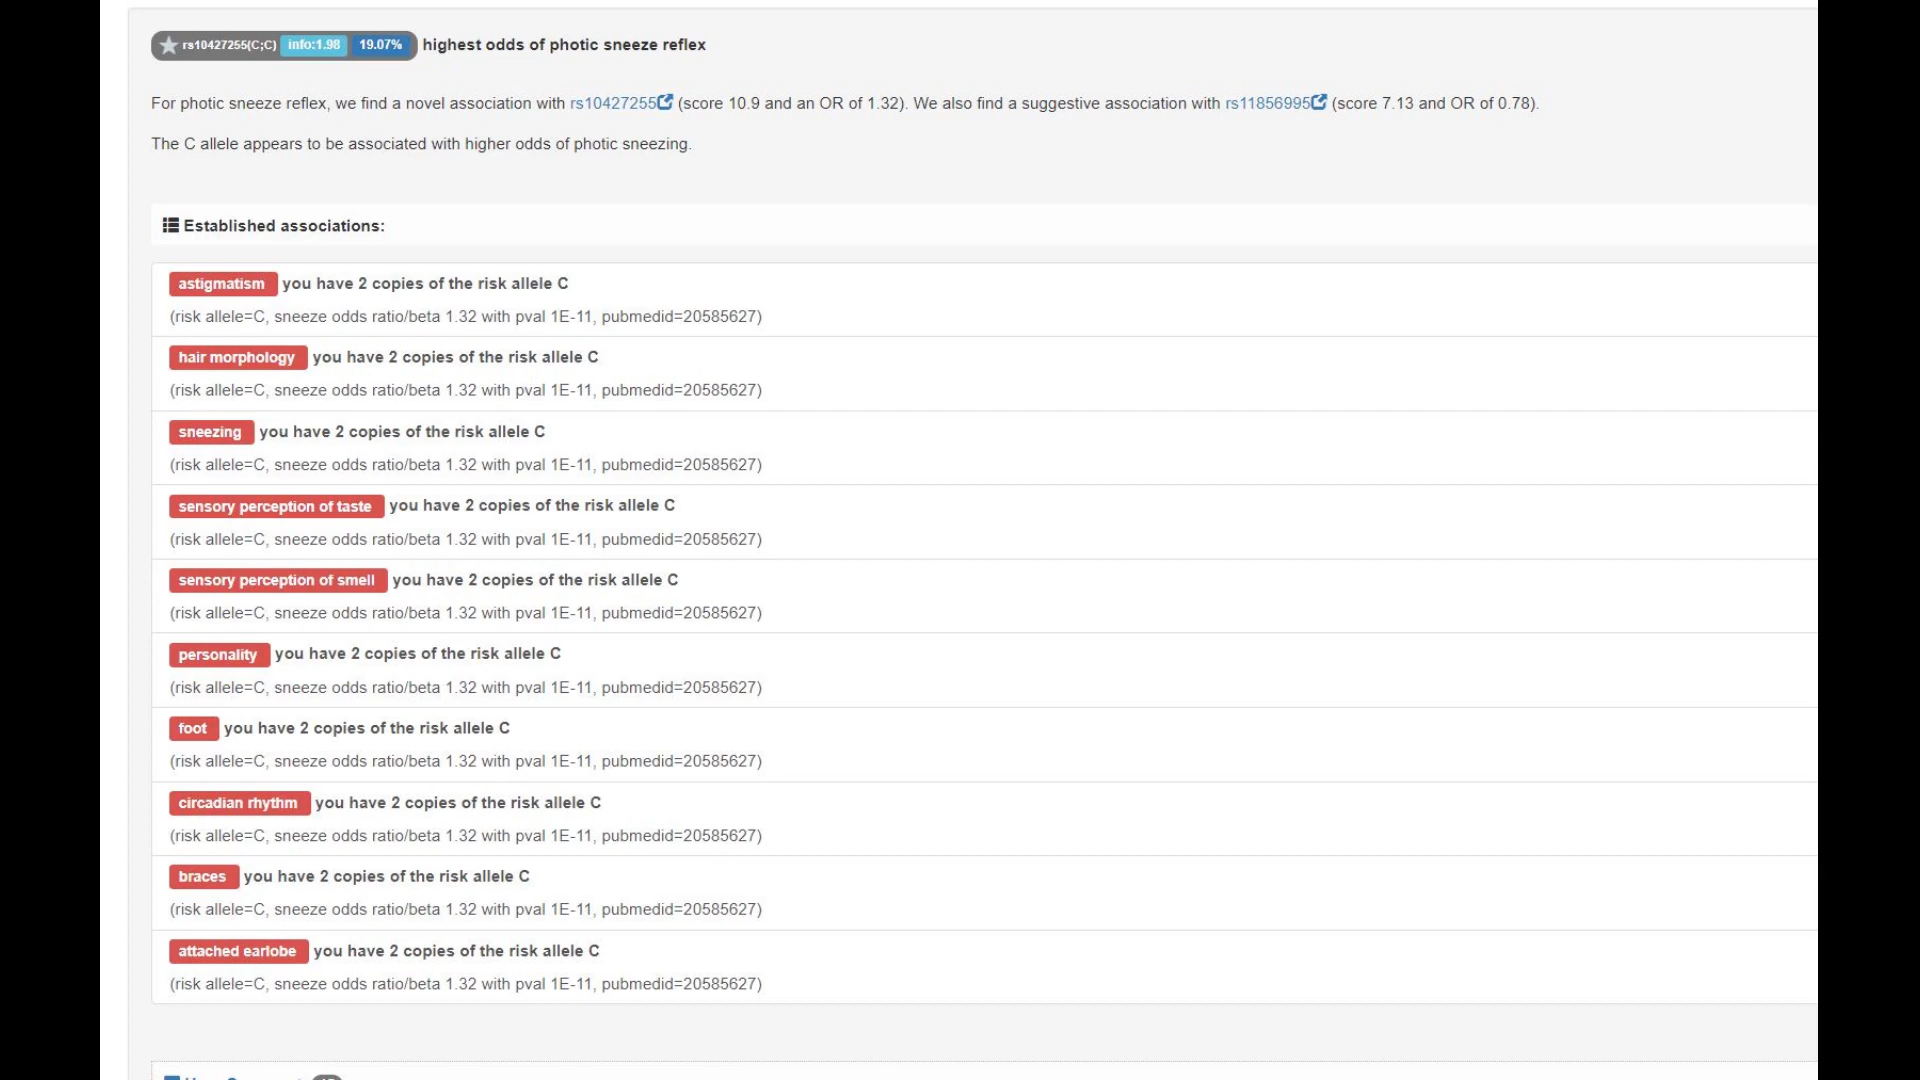 rs10427255(C;C) info:1.98 19.07% highest odds of photic sneeze reflex
For photic sneeze reflex, we find a novel association with rs10427255 (score 10.9 and an OR of 1.32). We also find a suggestive association with rs11856995 (score 7.13 and OR of 0.78).
The C allele appears to be associated with higher odds of photic sneezing.
Established associations:
astigmatism you have 2 copies of the risk allele C
(risk allele=C, sneeze odds ratio/beta 1.32 with pval 1E-11, pubmedid=20585627)
hair morphology you have 2 copies of the risk allele C
(risk allele=C, sneeze odds ratio/beta 1.32 with pval 1E-11, pubmedid=20585627)
sneezing you have 2 copies of the risk allele C
(risk allele=C, sneeze odds ratio/beta 1.32 with pval 1E-11, pubmedid=20585627)
sensory perception of taste you have 2 copies of the risk allele C
(risk allele=C, sneeze odds ratio/beta 1.32 with pval 1E-11, pubmedid=20585627)
sensory perception of smell you have 2 copies of the risk allele C
(risk allele=C, sneeze odds ratio/beta 1.32 with pval 1E-11, pubmedid=20585627)
personality you have 2 copies of the risk allele C
(risk allele=C, sneeze odds ratio/beta 1.32 with pval 1E-11, pubmedid=20585627)
foot you have 2 copies of the risk allele C
(risk allele=C, sneeze odds ratio/beta 1.32 with pval 1E-11, pubmedid=20585627)
circadian rhythm you have 2 copies of the risk allele C
(risk allele=C, sneeze odds ratio/beta 1.32 with pval 1E-11, pubmedid=20585627)
braces you have 2 copies of the risk allele C
(risk allele=C, sneeze odds ratio/beta 1.32 with pval 1E-11, pubmedid=20585627)
attached earlobe you have 2 copies of the risk allele C
(risk allele=C, sneeze odds ratio/beta 1.32 with pval 1E-11, pubmedid=20585627)